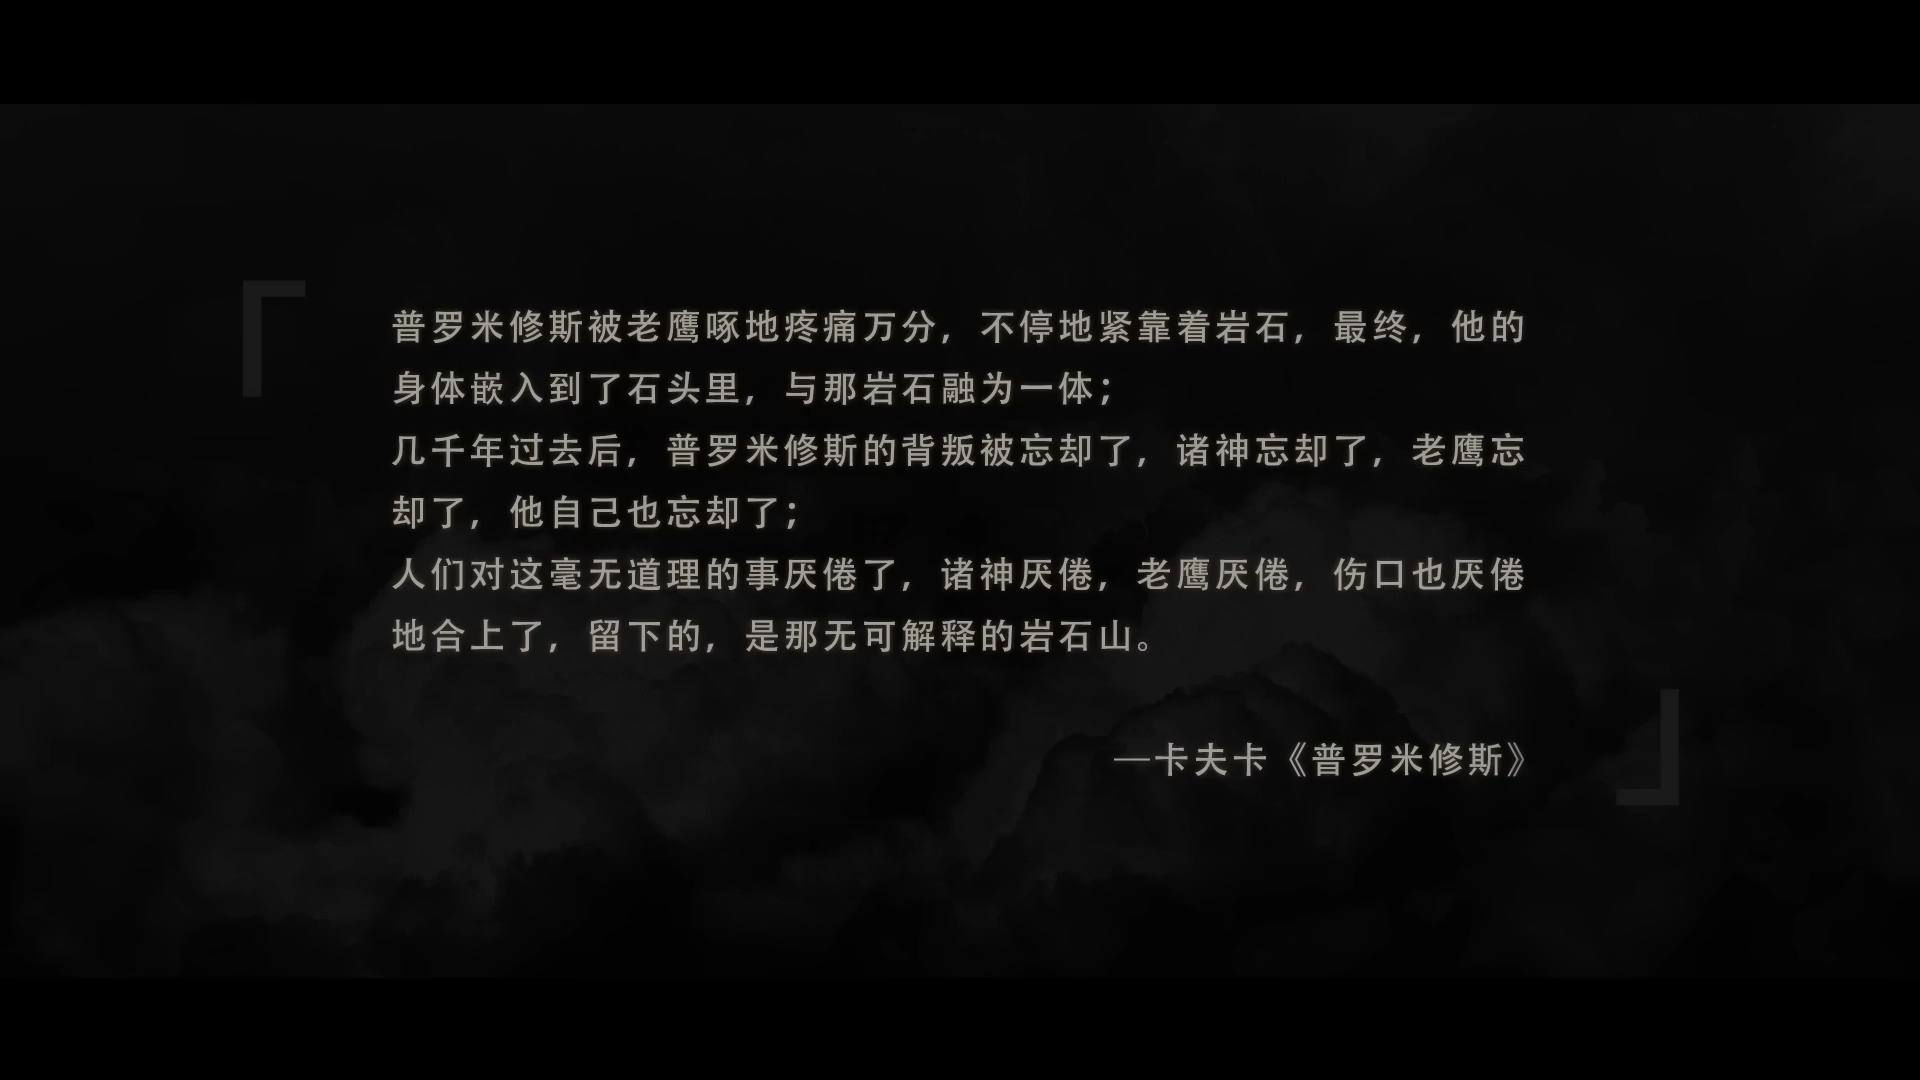 普罗米修斯被老鹰啄地疼痛万分，不停地紧靠着岩石，最终，他的
身体嵌入到了石头里，与那岩石融为一体；
几千年过去后，普罗米修斯的背叛被忘却了，诸神忘却了，老鹰忘
却了，他自己也忘却了；
人们对这毫无道理的事厌倦了，诸神厌倦，老鹰厌倦，伤口也厌倦
地合上了，留下的，是那无可解释的岩石山。
—卡夫卡《普罗米修斯》